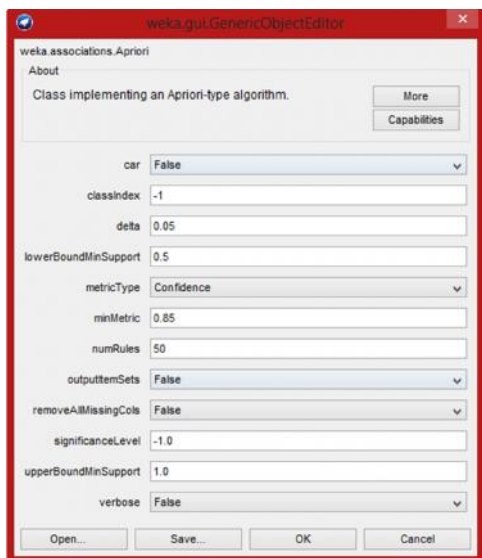 weka.gui.GenericObjectEditor
weka.associations.Apriori
About
Class implementing an Apriori-type algorithm.
More
Capabilities
car False
classIndex -1
delta 0.05
lowerBoundMinSupport 0.5
metricType Confidence
minMetric 0.85
numRules 50
outputItemSets False
removeAllMissingCols False
significanceLevel -1.0
upperBoundMinSupport 1.0
verbose False
Open... Save... OK Cancel